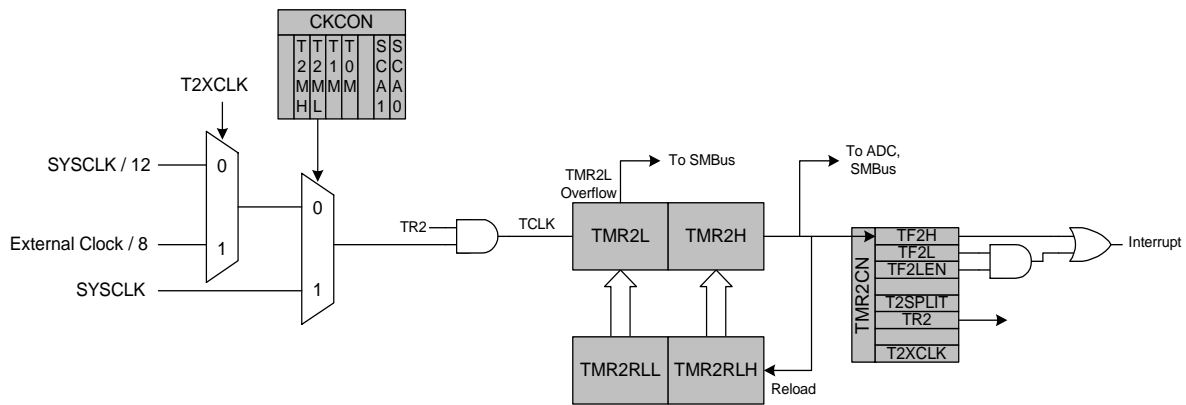 CKCON
T2MH
T2ML
T1M
T0M
SCA1
SCA0
T2XCLK
SYSCLK / 12
0
External Clock / 8
1
SYSCLK
0
1
TR2
TCLK
TMR2L
Overflow
To SMBus
To ADC,
SMBus
TMR2L
TMR2H
TMR2RLL
TMR2RLH
Reload
TMR2CN
TF2H
TF2L
TF2LEN
T2SPLIT
TR2
T2XCLK
Interrupt